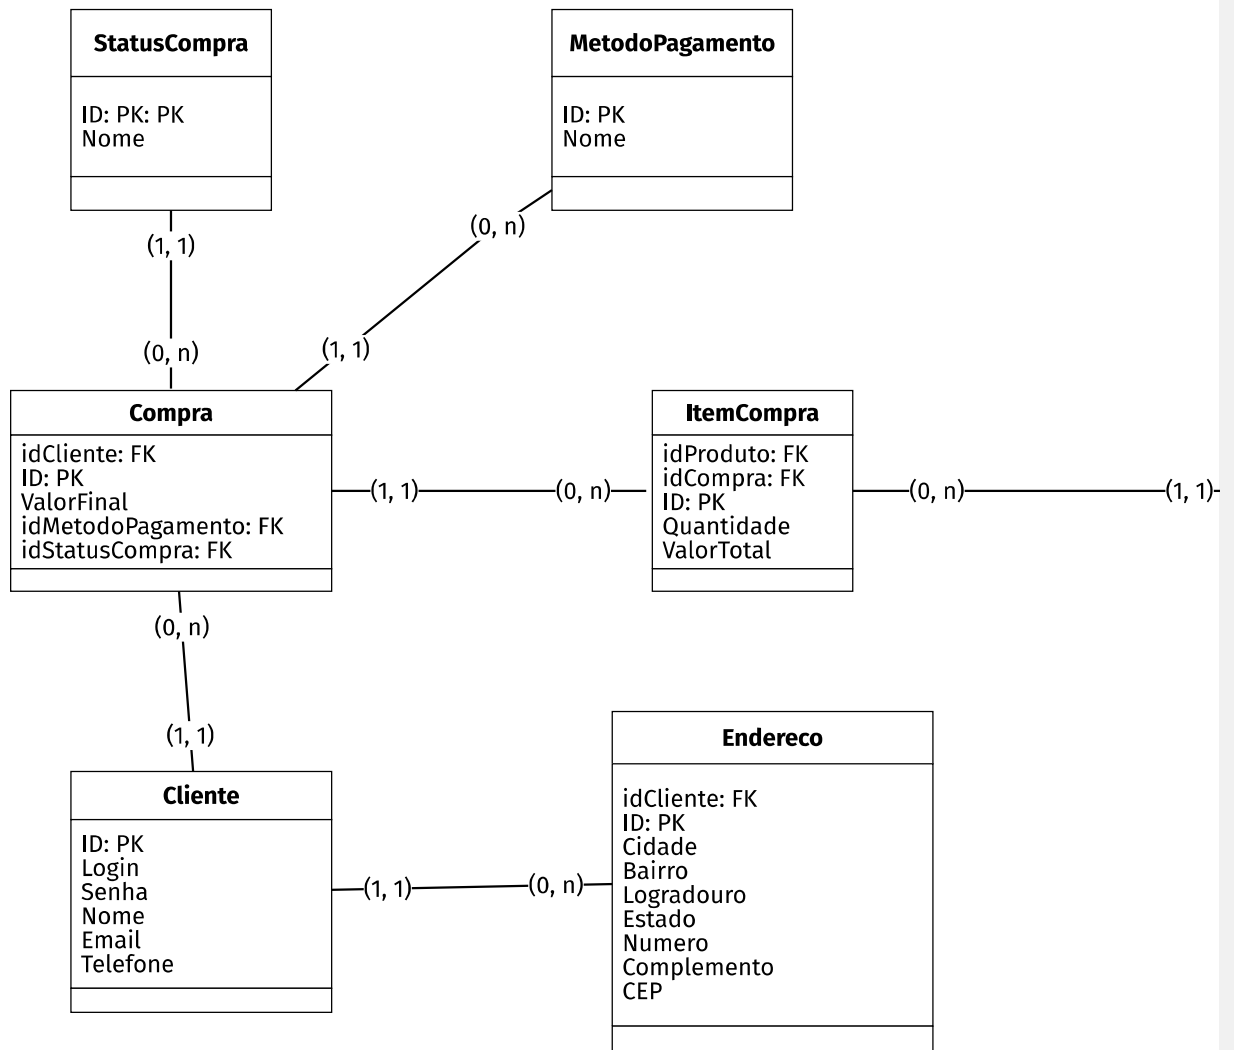 StatusCompra
ID: PK: PK
Nome
MetodoPagamento
ID: PK
Nome
(1, 1)
(0, n)
(0, n)
(1, 1)
Compra
idCliente: FK
ID: PK
ValorFinal
idMetodoPagamento: FK
idStatusCompra: FK
(1, 1)
(0, n)
ItemCompra
idProduto: FK
idCompra: FK
ID: PK
Quantidade
ValorTotal
(0, n)
(1, 1)
(0, n)
(1, 1)
Cliente
ID: PK
Login
Senha
Nome
Email
Telefone
(1, 1)
(0, n)
Endereco
idCliente: FK
ID: PK
Cidade
Bairro
Logradouro
Estado
Numero
Complemento
CEP